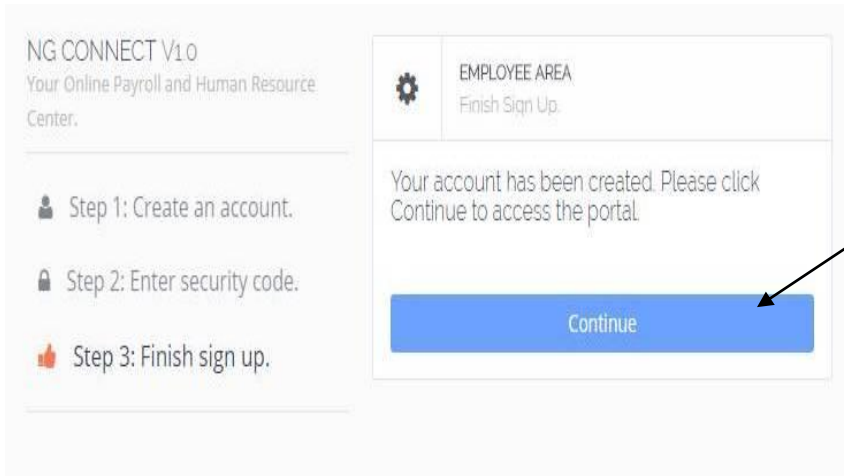 NG CONNECT V1.0
Your Online Payroll and Human Resource
Center.
Step 1: Create an account.
Step 2: Enter security code.
Step 3: Finish sign up.
EMPLOYEE AREA
Finish Sign Up.
Your account has been created. Please click
Continue to access the portal.
Continue